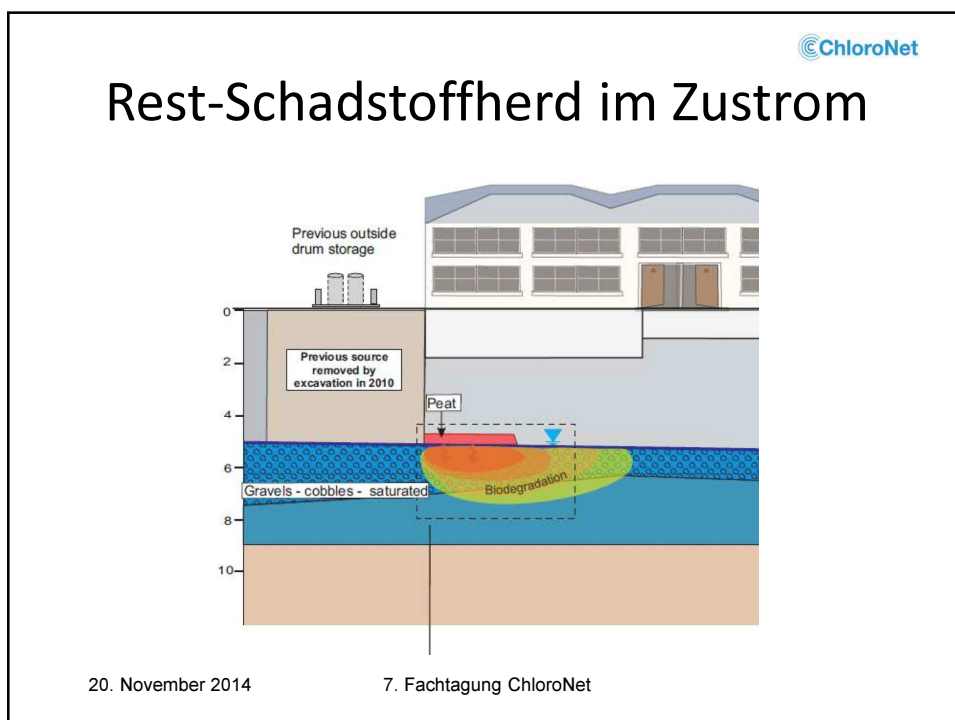 ChloroNet
Rest-Schadstoffherd im Zustrom
Previous outside
drum storage
0
2
Previous source
removed by
excavation in 2010
4
Peat
6
Biodegradation
Gravels - cobbles - saturated
8
10
20. November 2014
7. Fachtagung ChloroNet